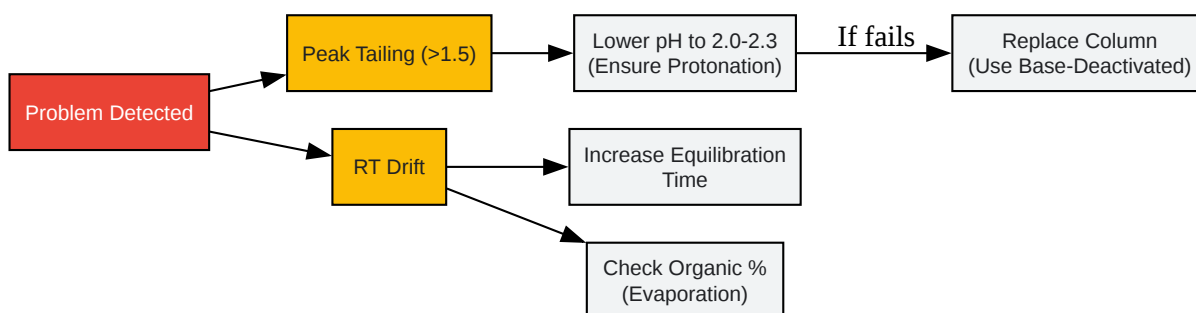 Problem Detected
Peak Tailing (>1.5)
Lower pH to 2.0-2.3
(Ensure Protonation)
If fails
Replace Column
(Use Base-Deactivated)
RT Drift
Increase Equilibration
Time
Check Organic %
(Evaporation)